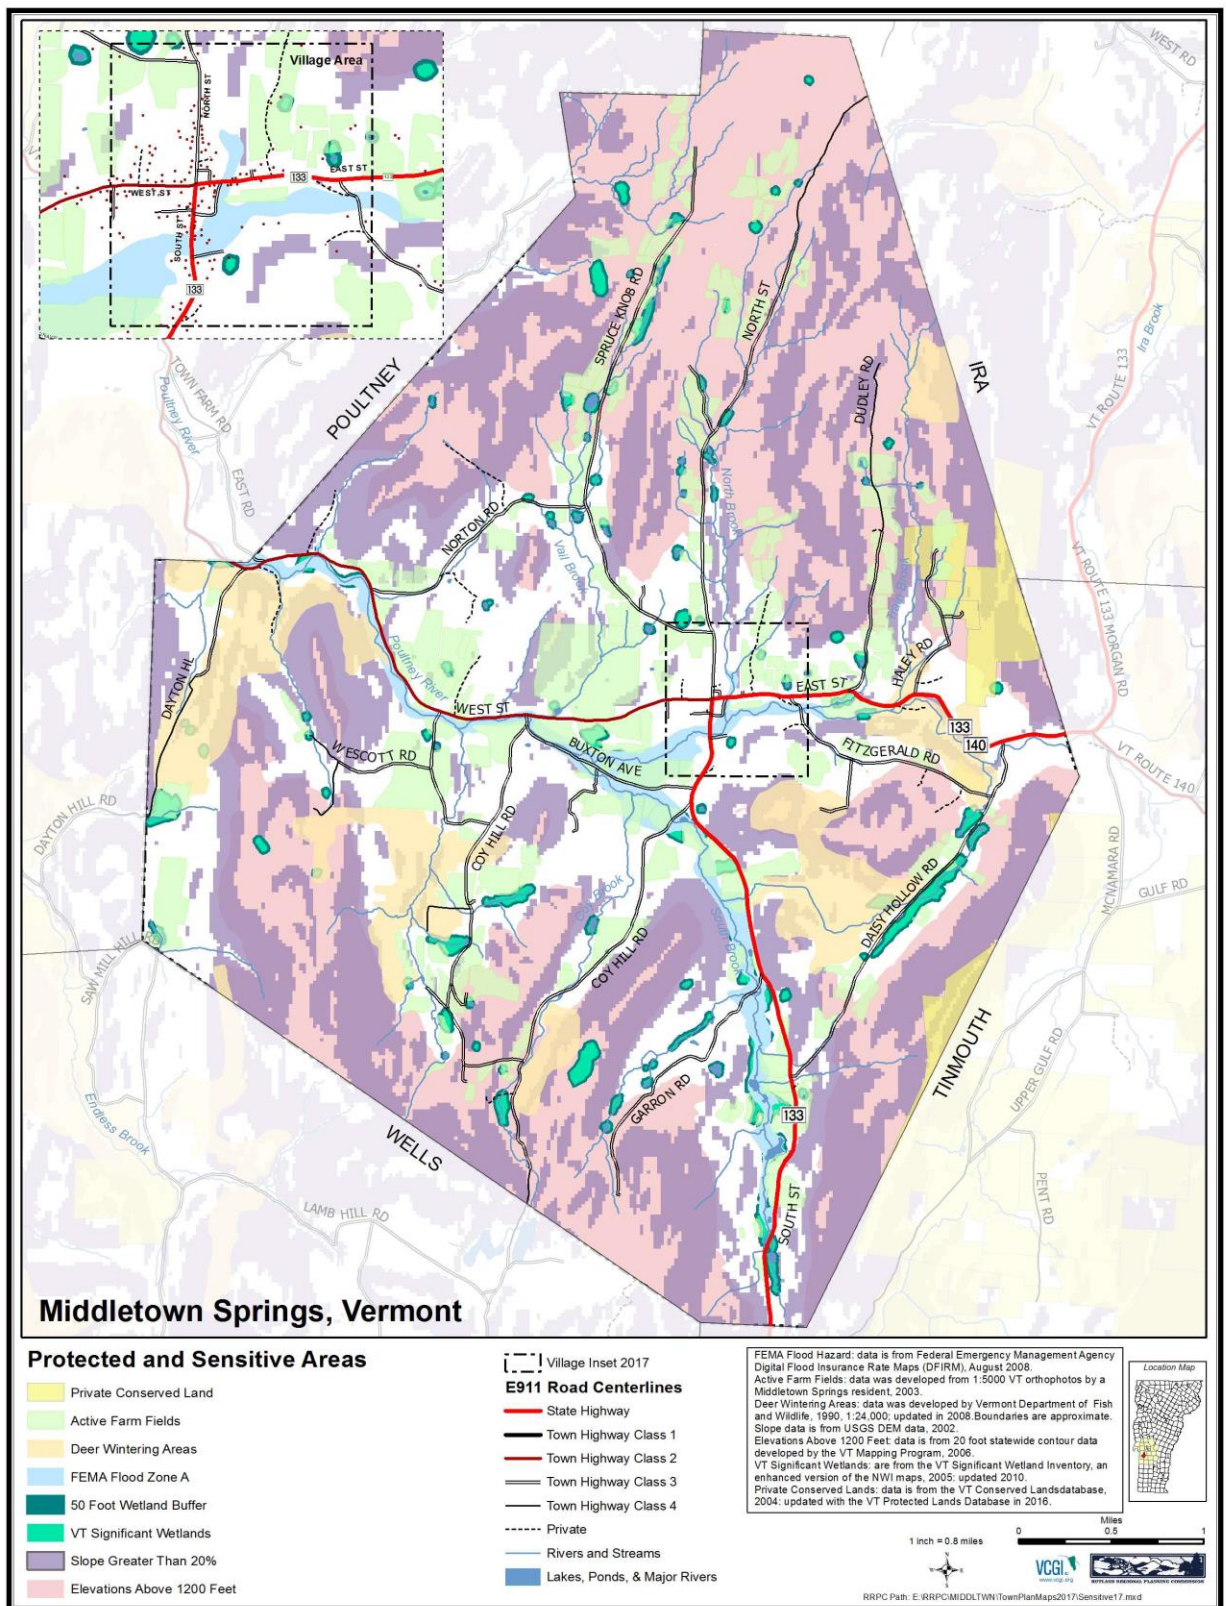 Village Area
NORTH ST
WEST ST
133
EAST ST
SOUTH ST
133
WEST RD
TOWN FARM RD
Poultney River
EAST RD
POULTNEY
SPRUCE KNOB RD
NORTH ST
DUDLEY RD
IRA
Ira Brook
VT ROUTE 133
VT ROUTE 133 MORGAN RD
NORTON RD
Vail Brook
North Brook
HALEY RD
DAYTON HL
Poultney River
WEST ST
EAST ST
133
140
WESCOTT RD
BUXTON AVE
FITZGERALD RD
VT ROUTE 140
DAYTON HILL RD
COY HILL RD
MCNAMARA RD
GULF RD
DAISY HOLLOW RD
South Brook
COY HILL RD
SAW MILL HILL RD
TINMOUTH
UPPER GULF RD
GARRON RD
133
Endless Brook
WELLS
LAMB HILL RD
SOUTH ST
PENT RD
Middletown Springs, Vermont
Protected and Sensitive Areas
Private Conserved Land
Active Farm Fields
Deer Wintering Areas
FEMA Flood Zone A
50 Foot Wetland Buffer
VT Significant Wetlands
Slope Greater Than 20%
Elevations Above 1200 Feet
Village Inset 2017
E911 Road Centerlines
State Highway
Town Highway Class 1
Town Highway Class 2
Town Highway Class 3
Town Highway Class 4
Private
Rivers and Streams
Lakes, Ponds, & Major Rivers
FEMA Flood Hazard: data is from Federal Emergency Management Agency
Digital Flood Insurance Rate Maps (DFIRM), August 2008.
Active Farm Fields: data was developed from 1:5000 VT orthophotos by a
Middletown Springs resident, 2003.
Deer Wintering Areas: data was developed by Vermont Department of Fish
and Wildlife, 1990, 1:24,000; updated in 2008.Boundaries are approximate.
Slope data is from USGS DEM data, 2002.
Elevations Above 1200 Feet: data is from 20 foot statewide contour data
developed by the VT Mapping Program, 2006.
VT Significant Wetlands: are from the VT Significant Wetland Inventory, an
enhanced version of the NWI maps, 2005: updated 2010.
Private Conserved Lands: data is from the VT Conserved Landsdatabase,
2004: updated with the VT Protected Lands Database in 2016.
Location Map
1 inch = 0.8 miles
Miles
0 0.5 1
N
W E
S
VCGI
www.vcgi.org
RUTLAND REGIONAL PLANNING COMMISSION
RRPC Path: E:\RRPC\MIDDLTWN\TownPlanMaps2017\Sensitive17.mxd